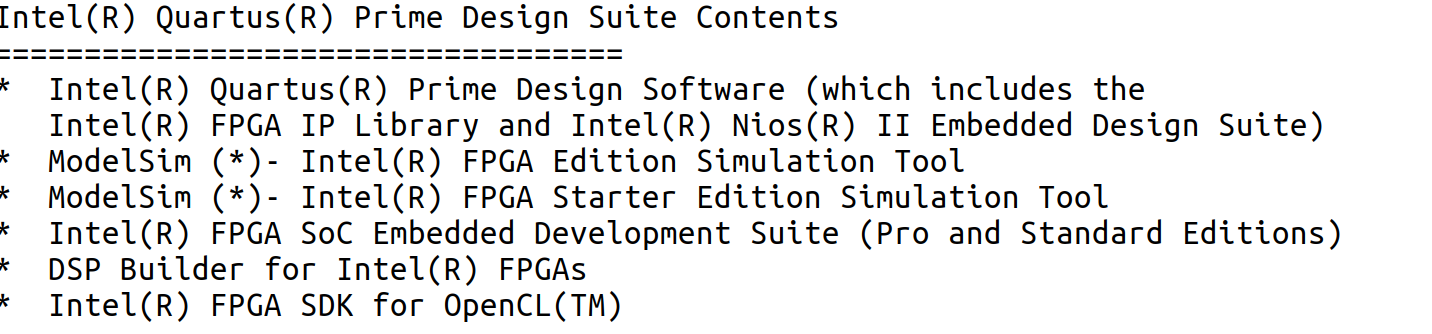 Intel(R) Quartus(R) Prime Design Suite Contents
===================================
*  Intel(R) Quartus(R) Prime Design Software (which includes the
   Intel(R) FPGA IP Library and Intel(R) Nios(R) II Embedded Design Suite)
*  ModelSim (*)- Intel(R) FPGA Edition Simulation Tool
*  ModelSim (*)- Intel(R) FPGA Starter Edition Simulation Tool
*  Intel(R) FPGA SoC Embedded Development Suite (Pro and Standard Editions)
*  DSP Builder for Intel(R) FPGAs
*  Intel(R) FPGA SDK for OpenCL(TM)